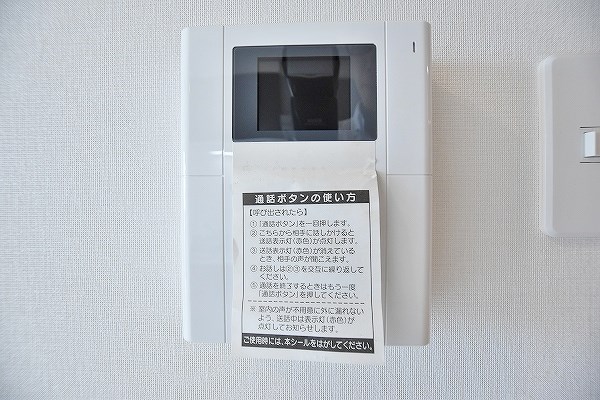 通話ボタンの使い方
【呼び出されたら】
① 「通話ボタン」を一回押します。
② こちらから相手に話しかけると
送話表示灯(赤色)が点灯します。
③ 送話表示灯(赤色)が消えている
とき、相手の声が聞こえます。
④ お話しは②③を交互に繰り返して
ください。
⑤ 通話を終了するときはもう一度
「通話ボタン」を押してください。
※ 室内の声が不用意に外に漏れない
よう、送話中は表示灯(赤色)が
点灯してお知らせします。
ご使用時には、本シールをはがしてください。